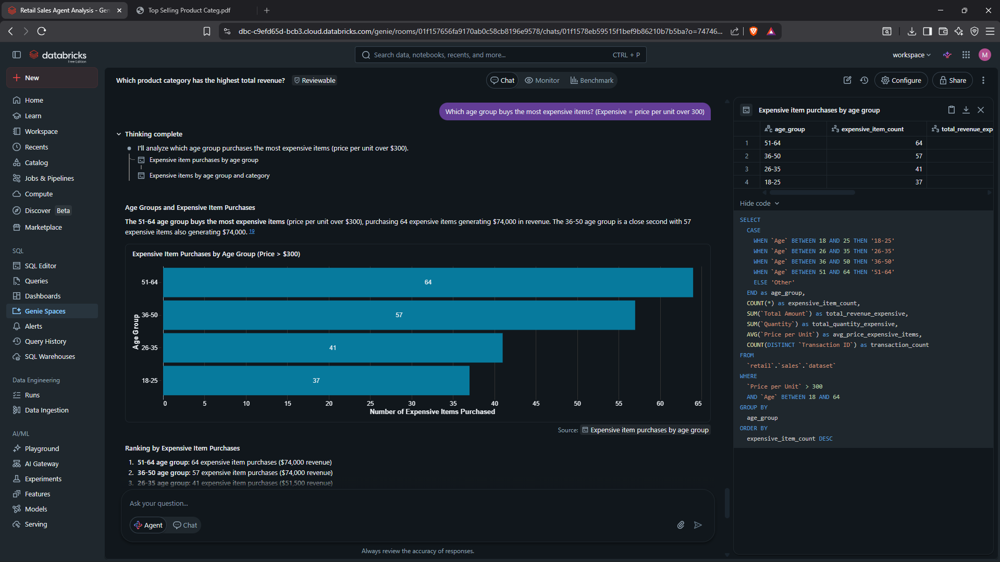 Retail Sales Agent Analysis - Gen
Top Selling Product Categ.pdf
dbc-c9efd65d-bcb3.cloud.databricks.com/genie/rooms/01f157656fa9170ab0c58cb8196e9578/chats/01f1578eb59515f1bef9b86210b7b5ba?o=74746...
databricks
Free Edition
Search data, notebooks, recents, and more...
CTRL + P
workspace
M
New
Home
Learn
Workspace
Recents
Catalog
Jobs & Pipelines
Compute
Discover Beta
Marketplace
SQL
SQL Editor
Queries
Dashboards
Genie Spaces
Alerts
Query History
SQL Warehouses
Data Engineering
Runs
Data Ingestion
AI/ML
Playground
AI Gateway
Experiments
Features
Models
Serving
Which product category has the highest total revenue?
Reviewable
Chat
Monitor
Benchmark
Configure
Share
Which age group buys the most expensive items? (Expensive = price per unit over 300)
Thinking complete
I'll analyze which age group purchases the most expensive items (price per unit over $300).
Expensive item purchases by age group
Expensive items by age group and category
Age Groups and Expensive Item Purchases
The 51-64 age group buys the most expensive items (price per unit over $300), purchasing 64 expensive items generating $74,000 in revenue. The 36-50 age group is a close second with 57
expensive items also generating $74,000. 19
Expensive Item Purchases by Age Group (Price > $300)
Age Group
51-64
64
36-50
57
26-35
41
18-25
37
0 5 10 15 20 25 30 35 40 45 50 55 60 65
Number of Expensive Items Purchased
Source: Expensive item purchases by age group
Ranking by Expensive Item Purchases
1. 51-64 age group: 64 expensive item purchases ($74,000 revenue)
2. 36-50 age group: 57 expensive item purchases ($74,000 revenue)
3. 26-35 age group: 41 expensive item purchases ($51,500 revenue)
Ask your question...
Agent
Chat
Always review the accuracy of responses.
Expensive item purchases by age group
age_group expensive_item_count total_revenue_exp
1 51-64 64
2 36-50 57
3 26-35 41
4 18-25 37
Hide code
SELECT
CASE
WHEN `Age` BETWEEN 18 AND 25 THEN '18-25'
WHEN `Age` BETWEEN 26 AND 35 THEN '26-35'
WHEN `Age` BETWEEN 36 AND 50 THEN '36-50'
WHEN `Age` BETWEEN 51 AND 64 THEN '51-64'
ELSE 'Other'
END as age_group,
COUNT(*) as expensive_item_count,
SUM(`Total Amount`) as total_revenue_expensive,
SUM(`Quantity`) as total_quantity_expensive,
AVG(`Price per Unit`) as avg_price_expensive_items,
COUNT(DISTINCT `Transaction ID`) as transaction_count
FROM
`retail`.`sales`.`dataset`
WHERE
`Price per Unit` > 300
AND `Age` BETWEEN 18 AND 64
GROUP BY
age_group
ORDER BY
expensive_item_count DESC